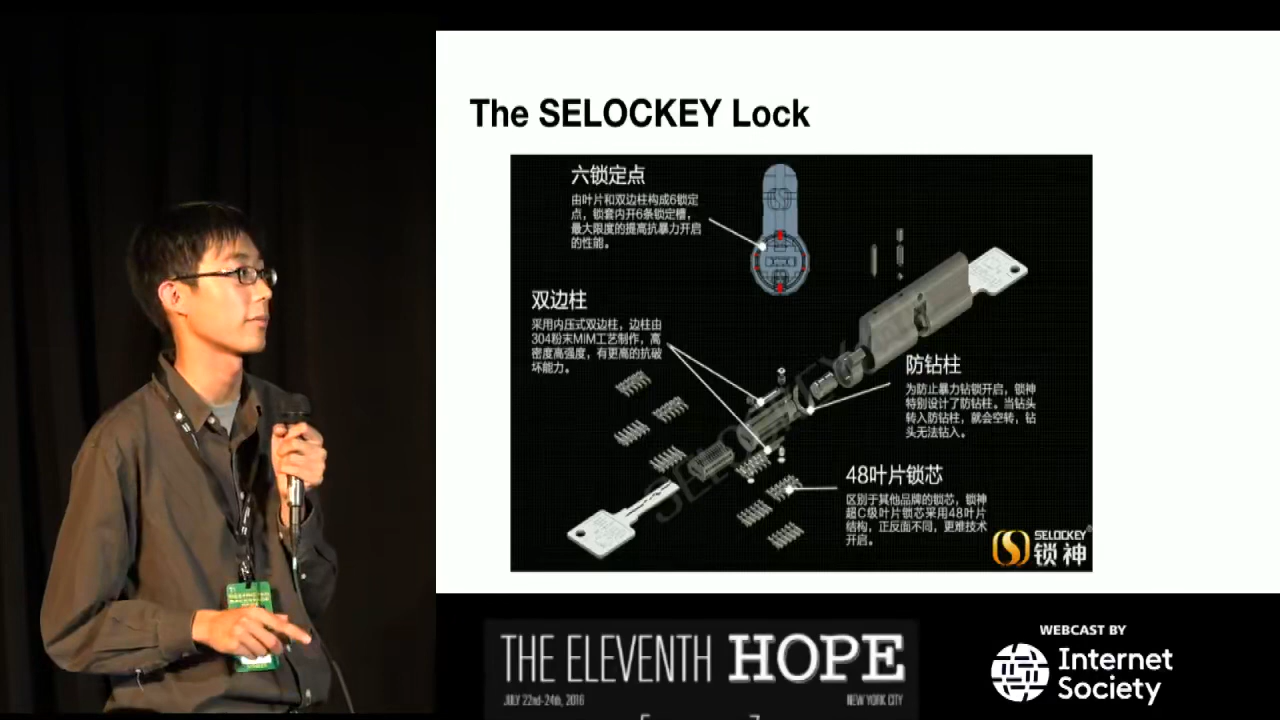 The SELOCKEY Lock
六锁定点
由叶片和双边柱构成6锁定
点，锁套内开6条锁定槽，
最大限度的提高抗暴力开启
的性能。
双边柱
采用内压式双边柱，边柱由
304粉末MIM工艺制作，高
密度高强度，有更高的抗破
坏能力。
防钻柱
为防止暴力钻锁开启，锁神
特别设计了防钻柱。当钻头
转入防钻柱，就会空转，钻
头无法钻入。
48叶片锁芯
区别于其他品牌的锁芯，锁神
超C级叶片锁芯采用48叶片
结构，正反面不同，更难技术
开启。
SELOCKEY
锁神
THE ELEVENTH HOPE
JULY 22nd-24th, 2016
NEW YORK CITY
WEBCAST BY
Internet
Society